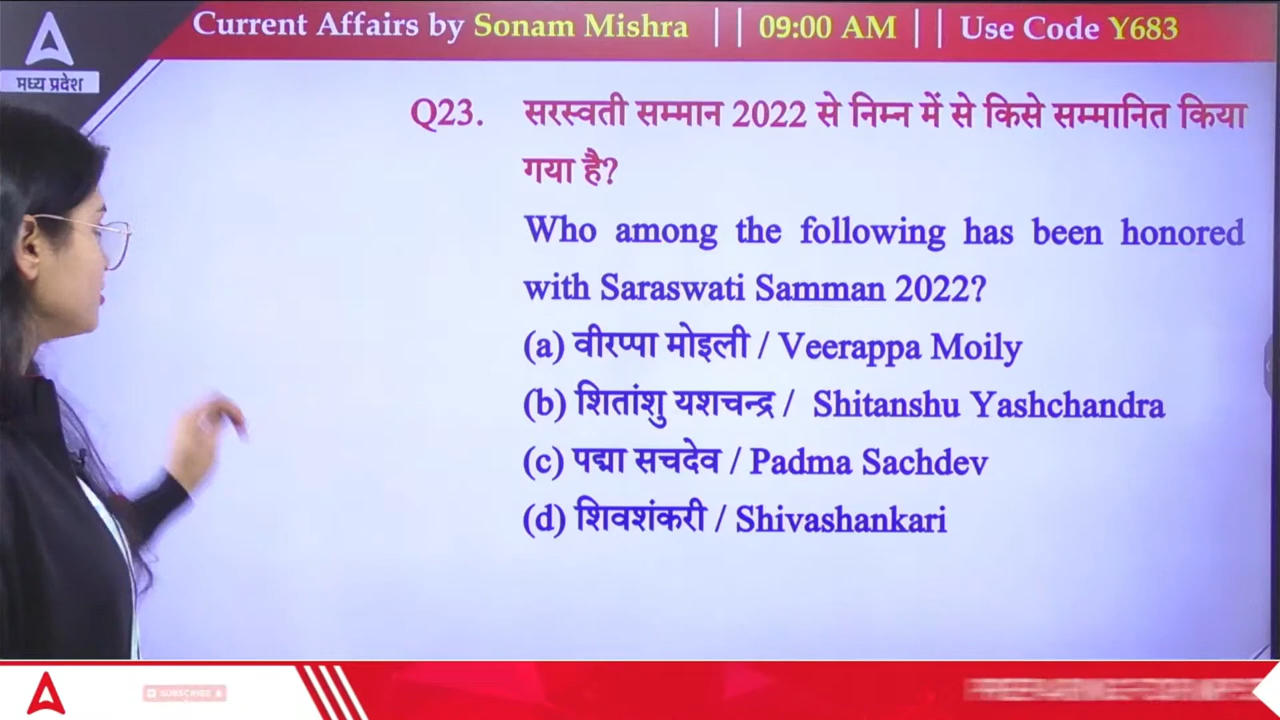 Current Affairs by Sonam Mishra || 09:00 AM || Use Code Y683
मध्य प्रदेश
Q23. सरस्वती सम्मान 2022 से निम्न में से किसे सम्मानित किया
गया है?
Who among the following has been honored
with Saraswati Samman 2022?
(a) वीरप्पा मोइली / Veerappa Moily
(b) शितांशु यशचन्द्र / Shitanshu Yashchandra
(c) पद्मा सचदेव / Padma Sachdev
(d) शिवशंकरी / Shivashankari
SUBSCRIBE